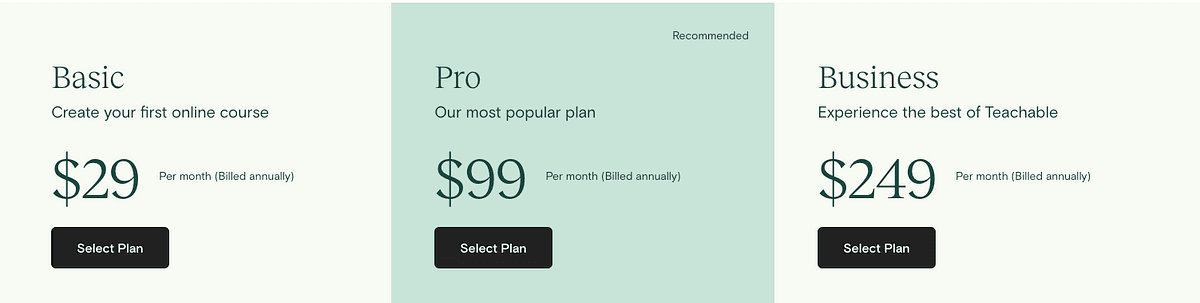 Recommended
Basic
Create your first online course
$29 Per month (Billed annually)
Select Plan
Pro
Our most popular plan
$99 Per month (Billed annually)
Select Plan
Business
Experience the best of Teachable
$249 Per month (Billed annually)
Select Plan